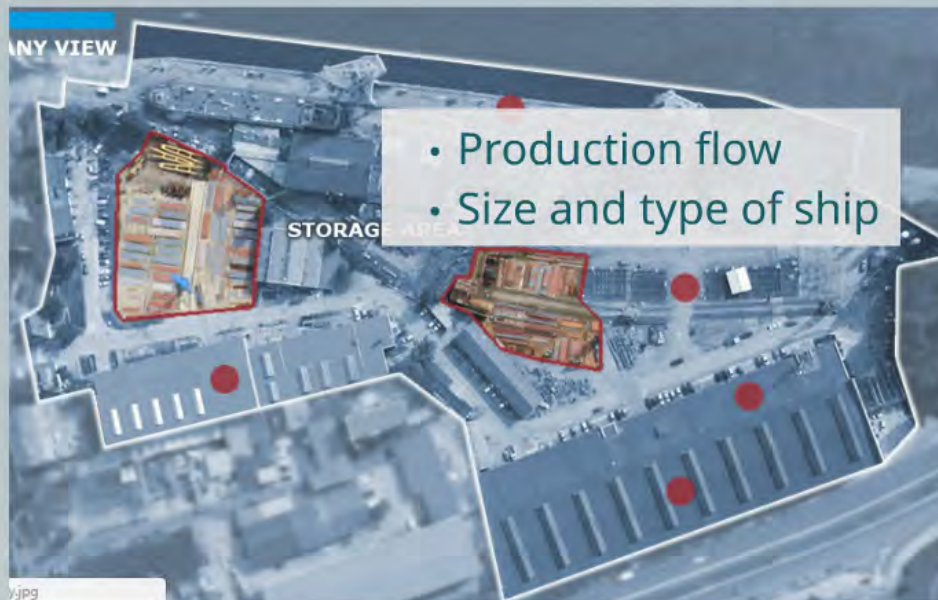 ANY VIEW
• Production flow
• Size and type of ship
STORAGE AREA
y.jpg